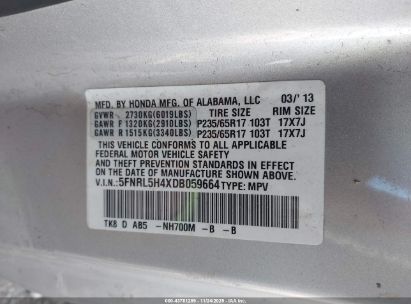 MFD. BY HONDA MFG. OF ALABAMA, LLC 03/'13
GVWR 2730KG(6019LBS) TIRE SIZE RIM SIZE
GAWR F 1320KG(2910LBS) P235/65R17 103T 17X7J
GAWR R 1515KG(3340LBS) P235/65R17 103T 17X7J
THIS VEHICLE CONFORMS TO ALL APPLICABLE
FEDERAL MOTOR VEHICLE SAFETY AND THEFT
PREVENTION STANDARDS IN EFFECT ON THE
DATE OF MANUFACTURE SHOWN ABOVE.
V.I.N.: 5FNRL5H4XDB059664 TYPE: MPV
TK8 D AB5 -NH700M -B -B